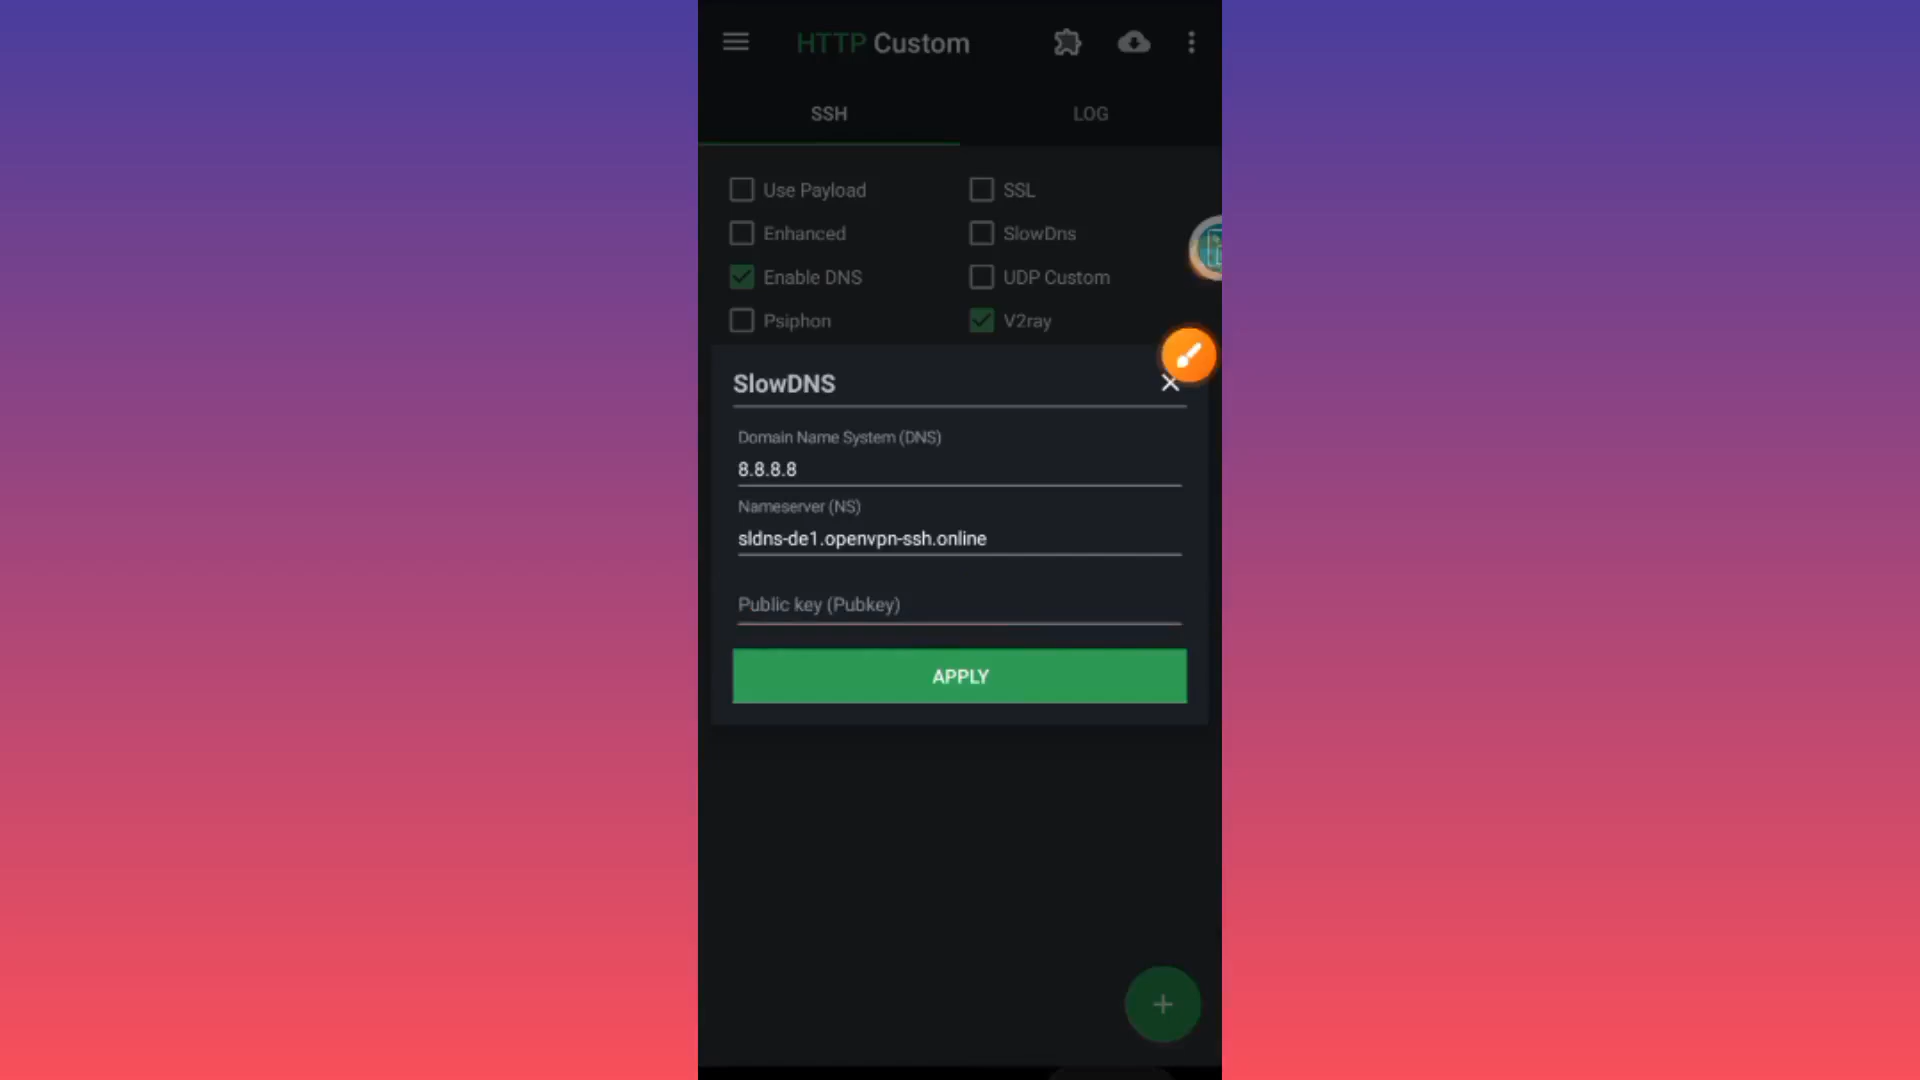 HTTP Custom
SSH LOG
Use Payload SSL
Enhanced SlowDns
Enable DNS UDP Custom
Psiphon V2ray
SlowDNS
Domain Name System (DNS)
8.8.8.8
Nameserver (NS)
sldns-de1.openvpn-ssh.online
Public key (Pubkey)
APPLY